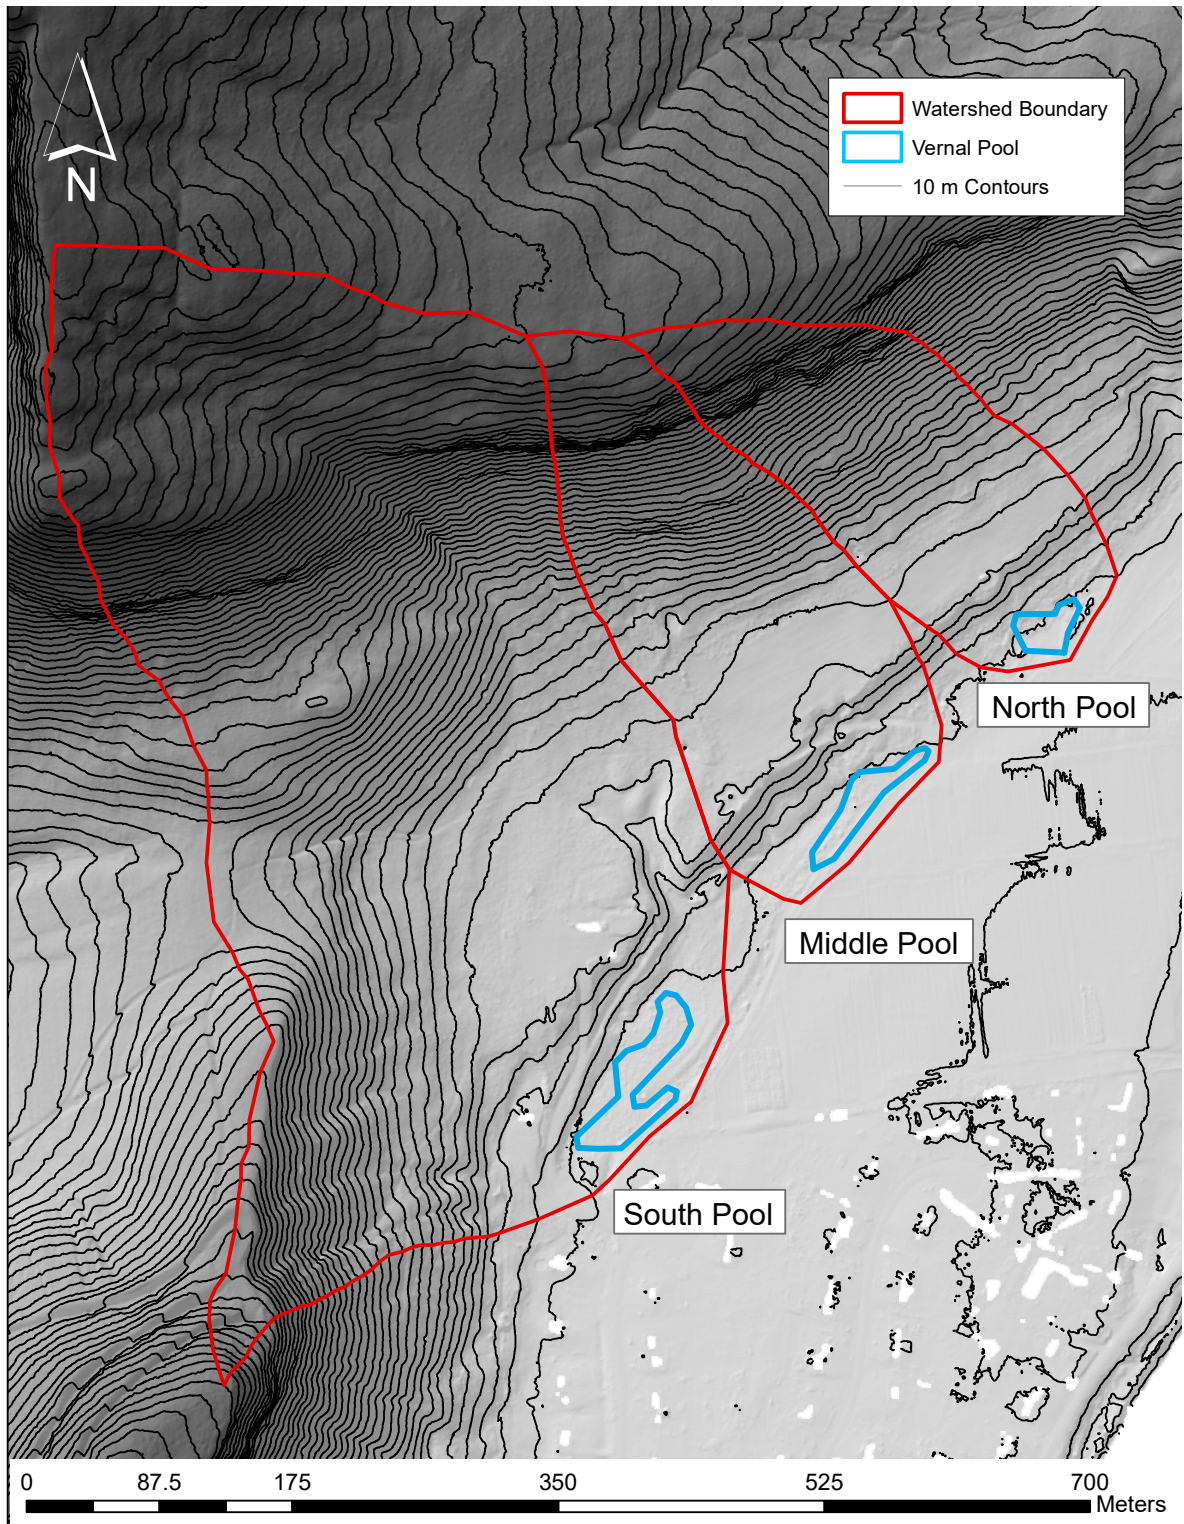 N
Watershed Boundary
Vernal Pool
10 m Contours
North Pool
Middle Pool
South Pool
0 87.5 175 350 525 700
Meters